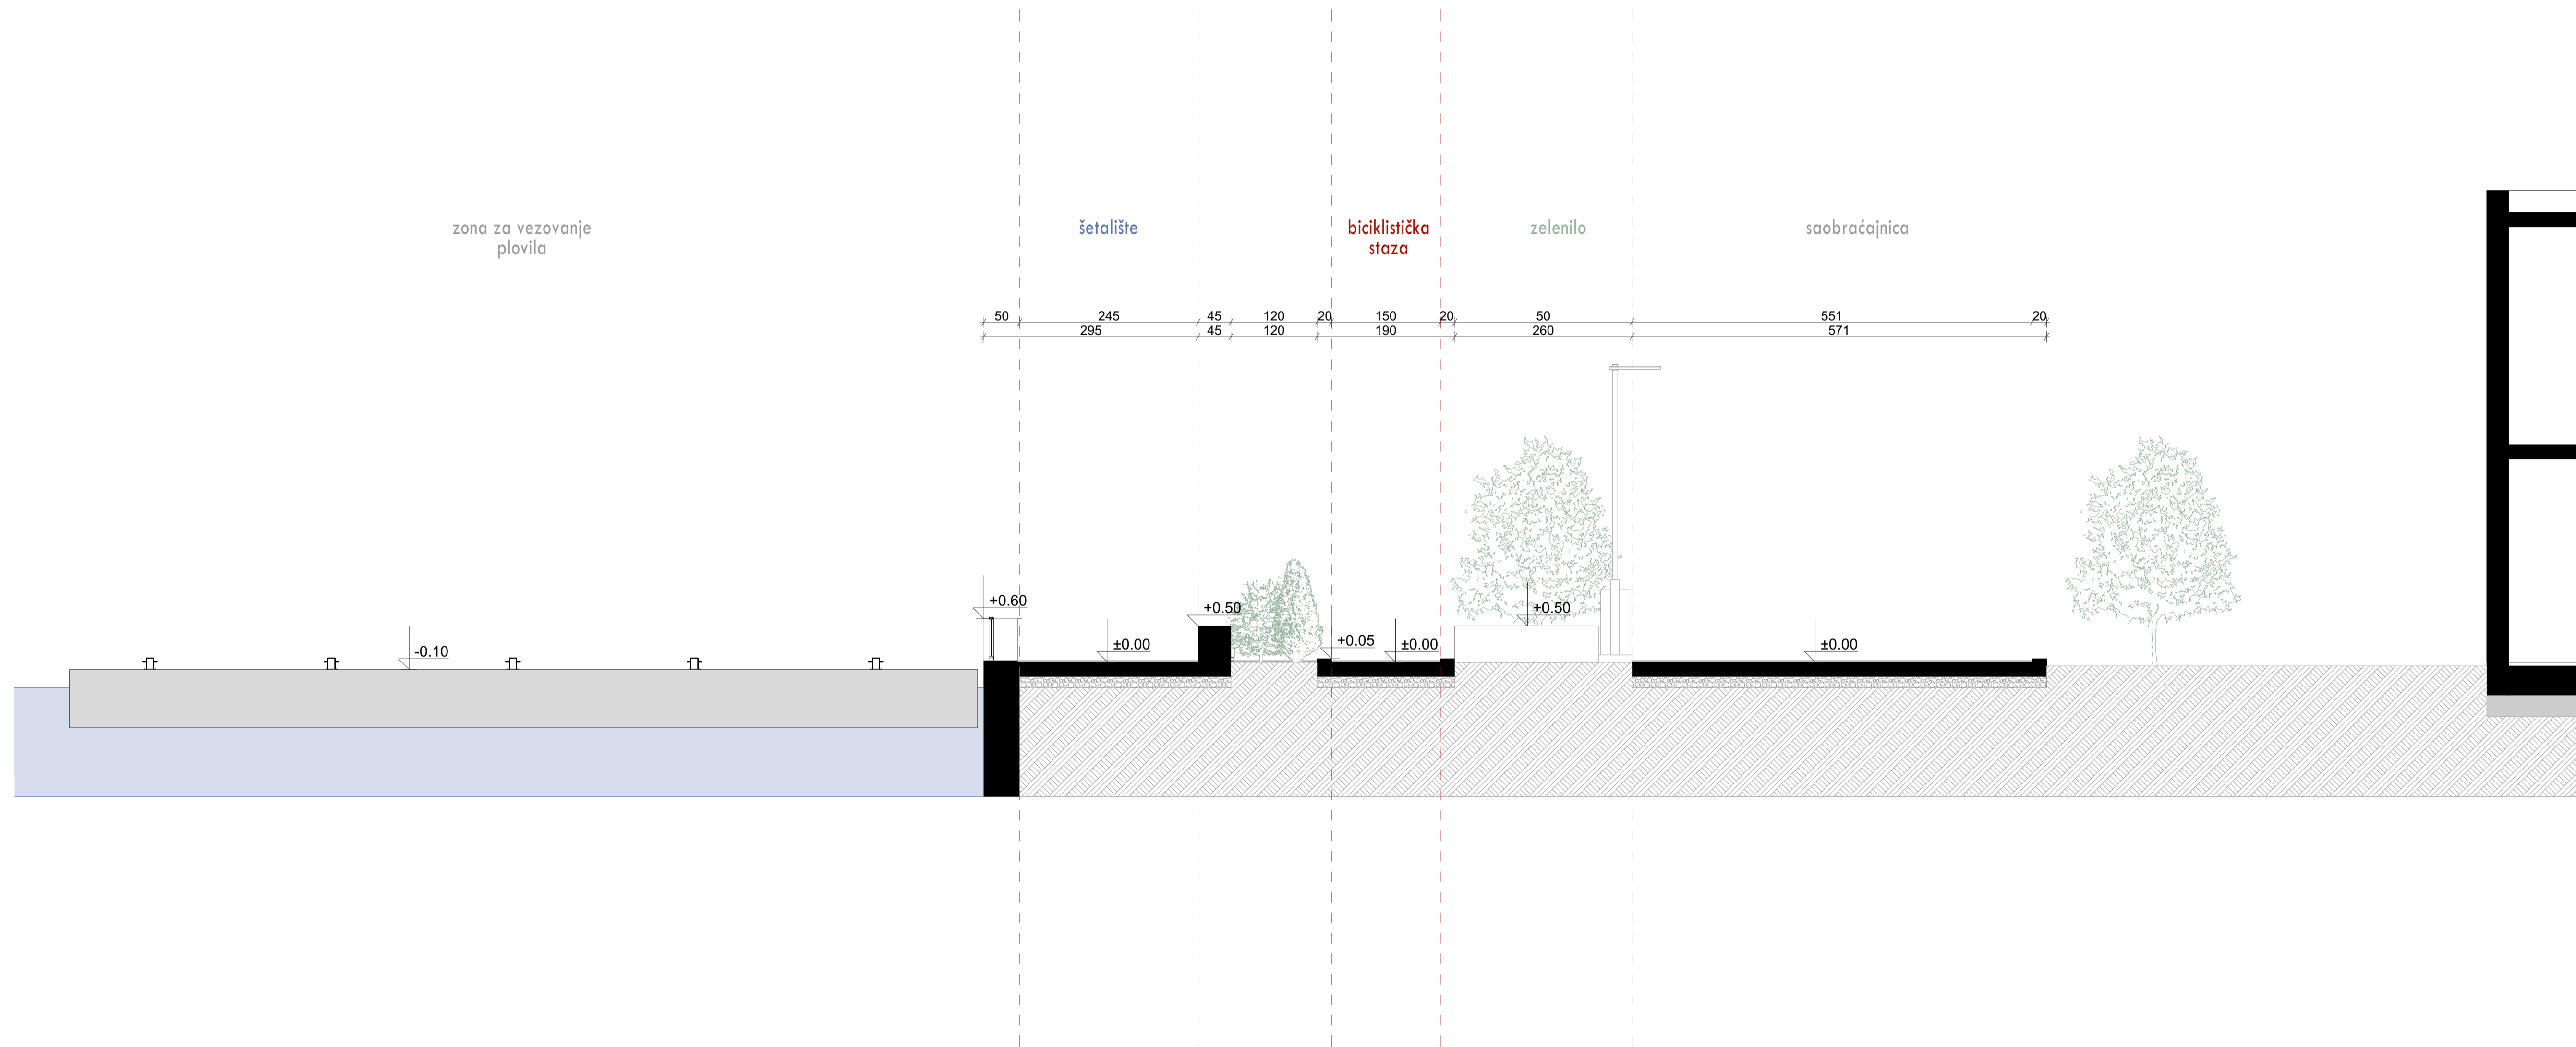 zona za vezovanje
plovila
šetalište
biciklistička
staza
zelenilo
saobraćajnica
50 245 45 120 20 150 20 50 551 20
295 45 120 190 260 571
+0.60
+0.50
+0.50
-0.10
±0.00
+0.05
±0.00
±0.00